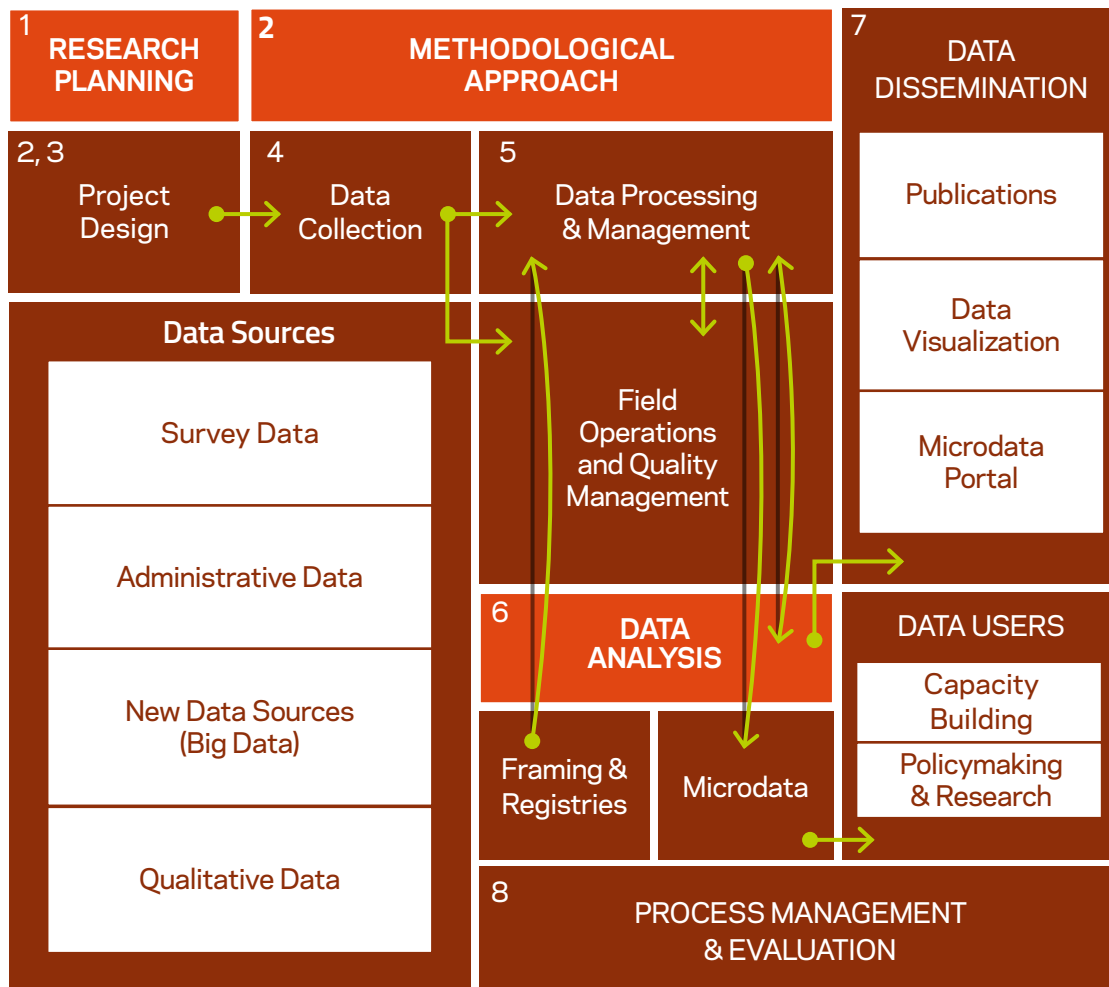 1
RESEARCH
PLANNING
2
METHODOLOGICAL
APPROACH
2, 3
Project
Design
4
Data
Collection
5
Data Processing
& Management
Data Sources
Survey Data
Administrative Data
New Data Sources
(Big Data)
Qualitative Data
Field
Operations
and Quality
Management
6
DATA
ANALYSIS
Framing &
Registries
Microdata
7
DATA
DISSEMINATION
Publications
Data
Visualization
Microdata
Portal
DATA USERS
Capacity
Building
Policymaking
& Research
8
PROCESS MANAGEMENT
& EVALUATION